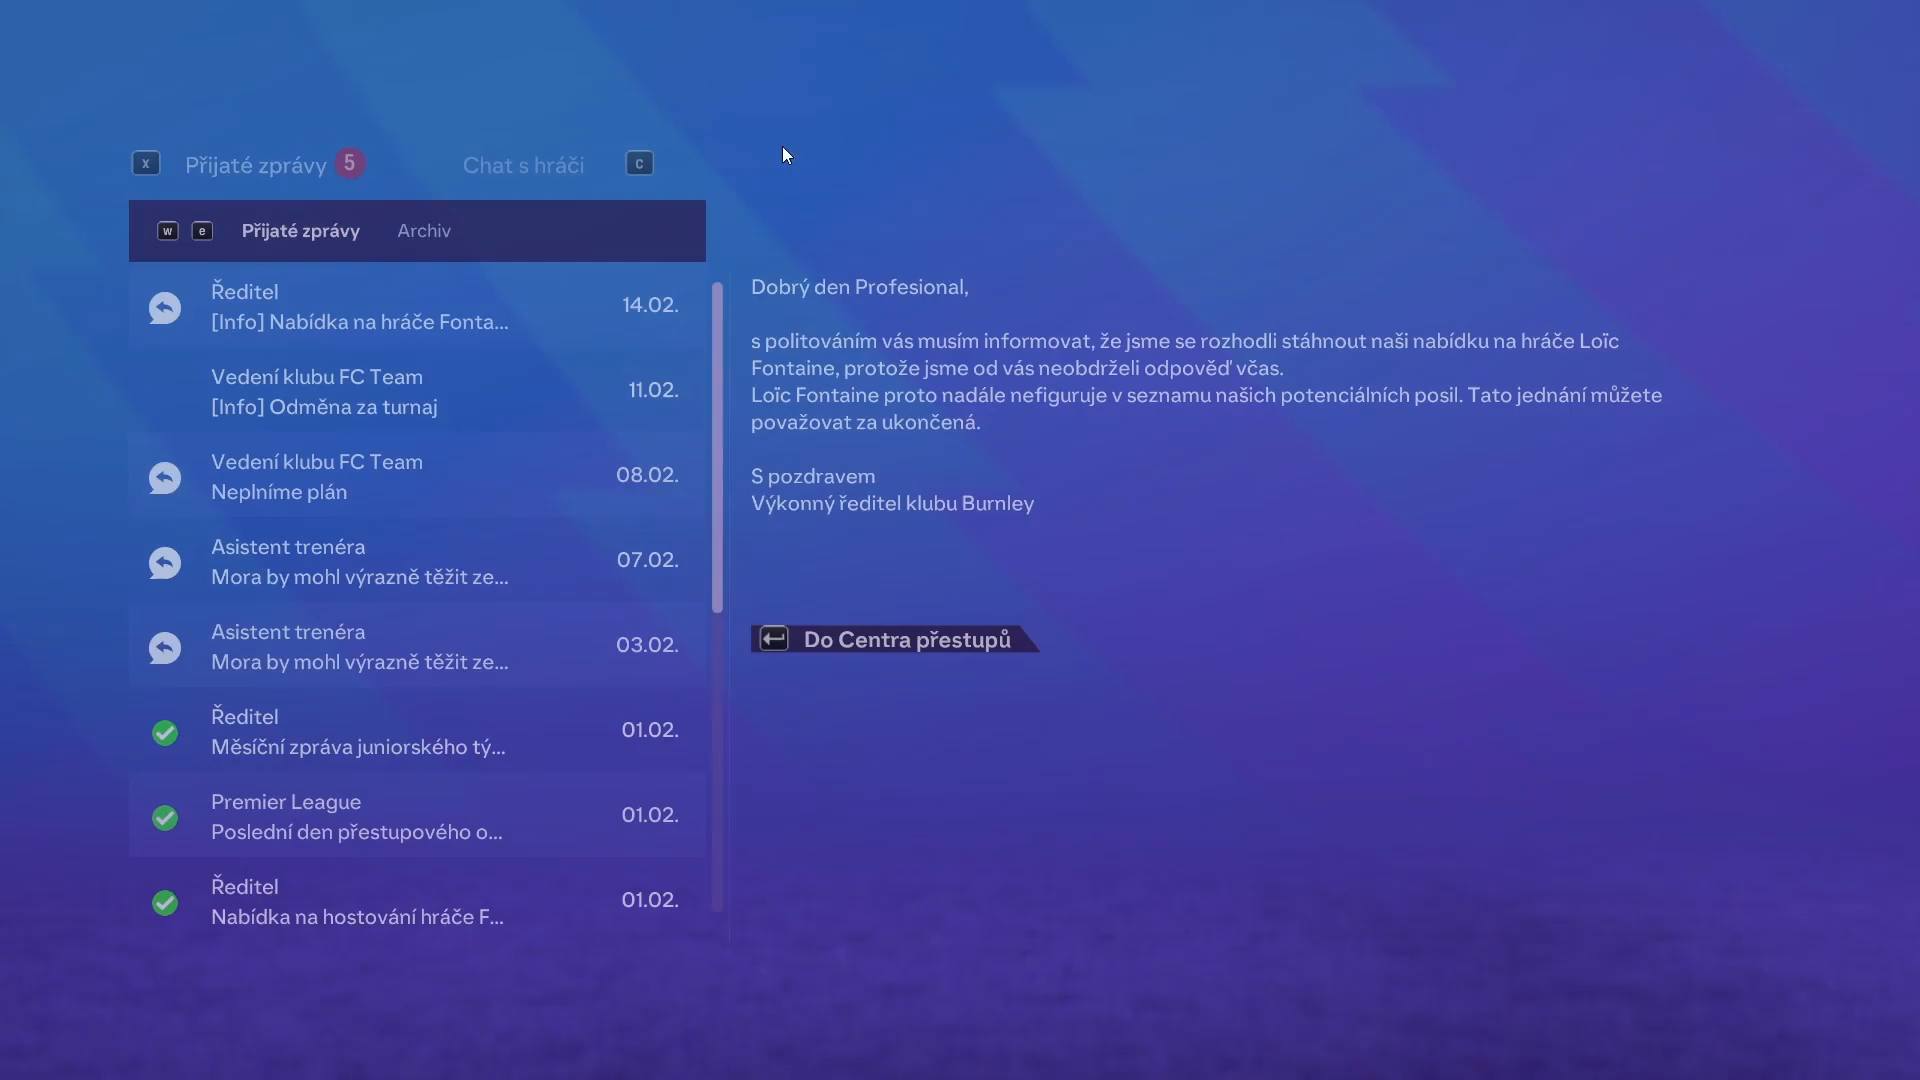 x Přijaté zprávy 5 Chat s hráči c
w e Přijaté zprávy Archiv
Ředitel
[Info] Nabídka na hráče Fonta...
14.02.
Vedení klubu FC Team
[Info] Odměna za turnaj
11.02.
Vedení klubu FC Team
Neplníme plán
08.02.
Asistent trenéra
Mora by mohl výrazně těžit ze...
07.02.
Asistent trenéra
Mora by mohl výrazně těžit ze...
03.02.
Ředitel
Měsíční zpráva juniorského tý...
01.02.
Premier League
Poslední den přestupového o...
01.02.
Ředitel
Nabídka na hostování hráče F...
01.02.
Dobrý den Profesional,
s politováním vás musím informovat, že jsme se rozhodli stáhnout naši nabídku na hráče Loïc
Fontaine, protože jsme od vás neobdrželi odpověď včas.
Loïc Fontaine proto nadále nefiguruje v seznamu našich potenciálních posil. Tato jednání můžete
považovat za ukončená.
S pozdravem
Výkonný ředitel klubu Burnley
Do Centra přestupů